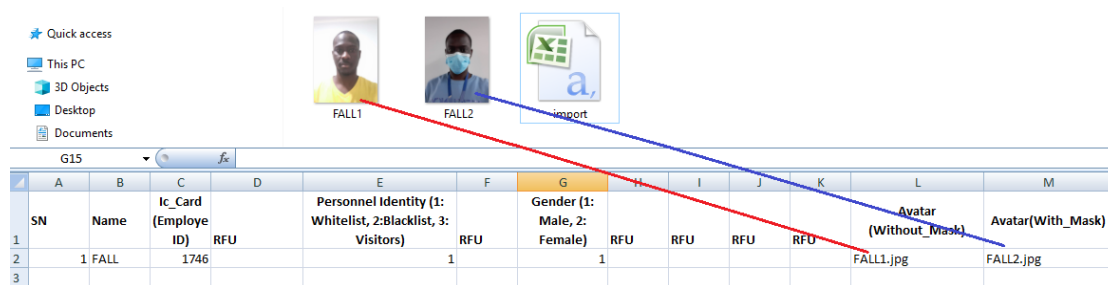 Quick access
This PC
3D Objects
Desktop
Documents
FALL1
FALL2
import
a,
G15
fx
A B C D E F G H I J K L M
1 SN Name Ic_Card (Employe ID) RFU Personnel Identity (1: Whitelist, 2:Blacklist, 3: Visitors) RFU Gender (1: Male, 2: Female) RFU RFU RFU RFU Avatar (Without_Mask) Avatar(With_Mask)
2 1 FALL 1746 1 1 FALL1.jpg FALL2.jpg
3